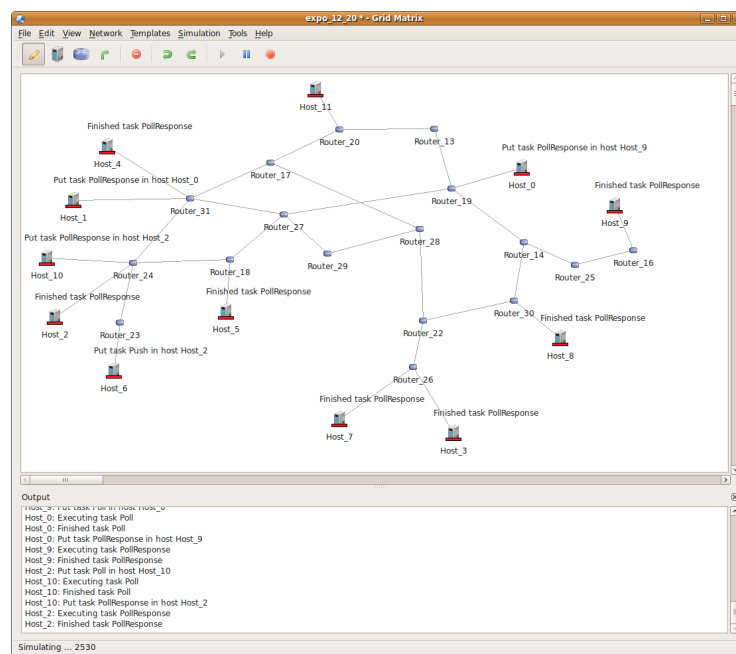 expo_12_20 * - Grid Matrix
File Edit View Network Templates Simulation Tools Help
Host_11
Finished task PollResponse
Router_20
Router_13
Host_4
Put task PollResponse in host Host_9
Router_17
Put task PollResponse in host Host_0
Host_0
Finished task PollResponse
Host_1
Router_31
Router_19
Host_9
Router_27
Put task PollResponse in host Host_2
Router_28
Router_14
Router_16
Host_10
Router_24
Router_18
Router_29
Router_25
Finished task PollResponse
Finished task PollResponse
Router_30
Finished task PollResponse
Host_2
Router_23
Host_5
Router_22
Host_8
Put task Push in host Host_2
Host_6
Router_26
Finished task PollResponse
Finished task PollResponse
Host_7
Host_3
Output
Host_9: Put task Poll in host Host_0
Host_0: Executing task Poll
Host_0: Finished task Poll
Host_0: Put task PollResponse in host Host_9
Host_9: Executing task PollResponse
Host_9: Finished task PollResponse
Host_2: Put task Poll in host Host_10
Host_10: Executing task Poll
Host_10: Finished task Poll
Host_10: Put task PollResponse in host Host_2
Host_2: Executing task PollResponse
Host_2: Finished task PollResponse
Simulating ... 2530